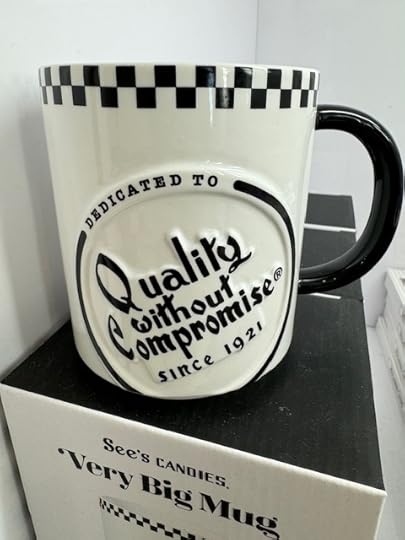 DEDICATED TO
Quality
without
Compromise®
SINCE 1921
See's CANDIES.
Very Big Mug